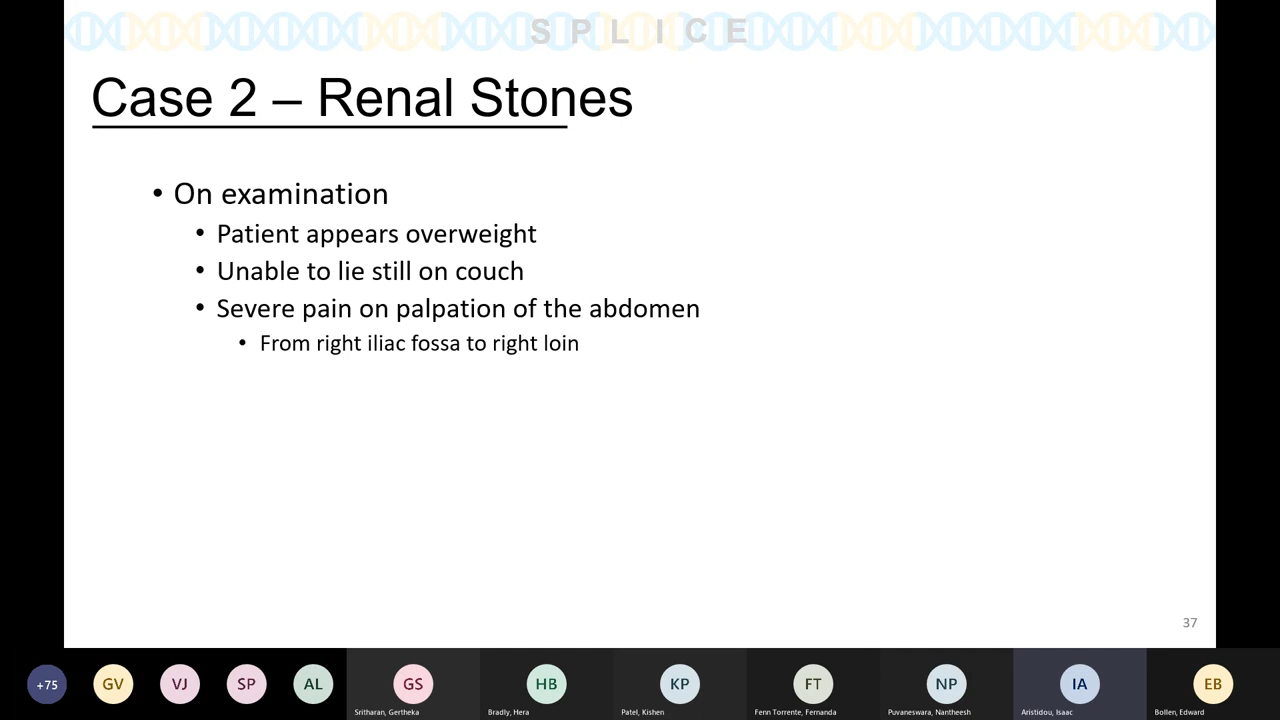 S P L I C E
Case 2 – Renal Stones
• On examination
• Patient appears overweight
• Unable to lie still on couch
• Severe pain on palpation of the abdomen
• From right iliac fossa to right loin
37
+75 GV VJ SP AL GS HB KP FT NP IA EB
Sritharan, Gertheka Bradly, Hera Patel, Kishen Fenn Torrente, Fernanda Puvaneswara, Nantheesh Aristidou, Isaac Bollen, Edward